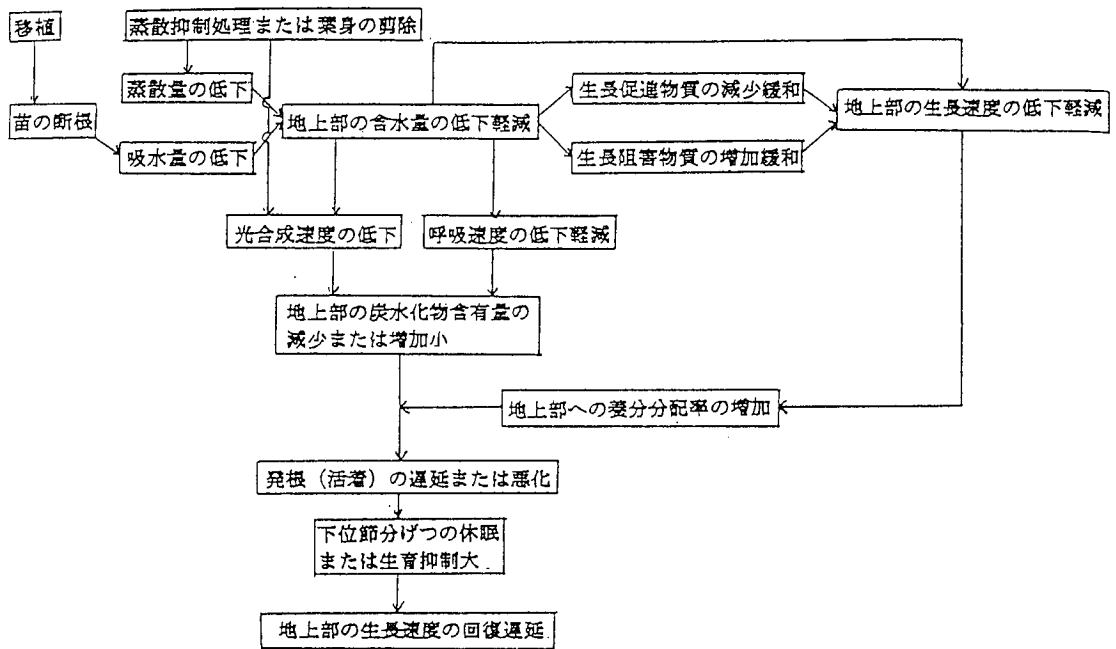 移植
蒸散抑制処理または葉身の剪除
蒸散量の低下
苗の断根
吸水量の低下
地上部の含水量の低下軽減
生長促進物質の減少緩和
生長阻害物質の増加緩和
地上部の生長速度の低下軽減
光合成速度の低下
呼吸速度の低下軽減
地上部の炭水化物含有量の
減少または増加小
地上部への養分分配率の増加
発根（活着）の遅延または悪化
下位節分げつの休眠
または生育抑制大
地上部の生長速度の回復遅延